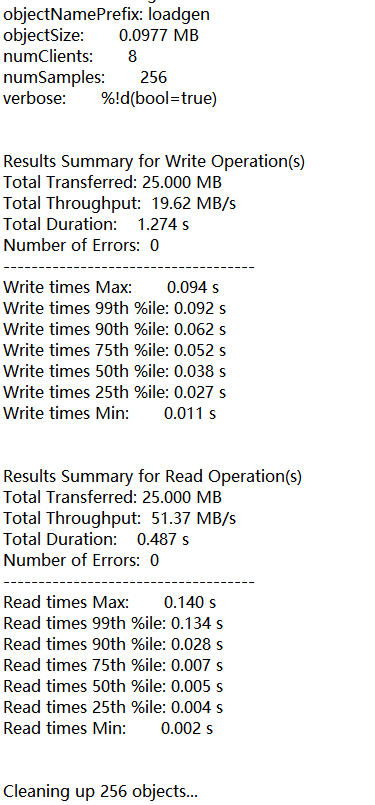 objectNamePrefix: loadgen
objectSize: 0.0977 MB
numClients: 8
numSamples: 256
verbose: %!d(bool=true)
Results Summary for Write Operation(s)
Total Transferred: 25.000 MB
Total Throughput: 19.62 MB/s
Total Duration: 1.274 s
Number of Errors: 0
------------------------------------
Write times Max: 0.094 s
Write times 99th %ile: 0.092 s
Write times 90th %ile: 0.062 s
Write times 75th %ile: 0.052 s
Write times 50th %ile: 0.038 s
Write times 25th %ile: 0.027 s
Write times Min: 0.011 s
Results Summary for Read Operation(s)
Total Transferred: 25.000 MB
Total Throughput: 51.37 MB/s
Total Duration: 0.487 s
Number of Errors: 0
------------------------------------
Read times Max: 0.140 s
Read times 99th %ile: 0.134 s
Read times 90th %ile: 0.028 s
Read times 75th %ile: 0.007 s
Read times 50th %ile: 0.005 s
Read times 25th %ile: 0.004 s
Read times Min: 0.002 s
Cleaning up 256 objects...